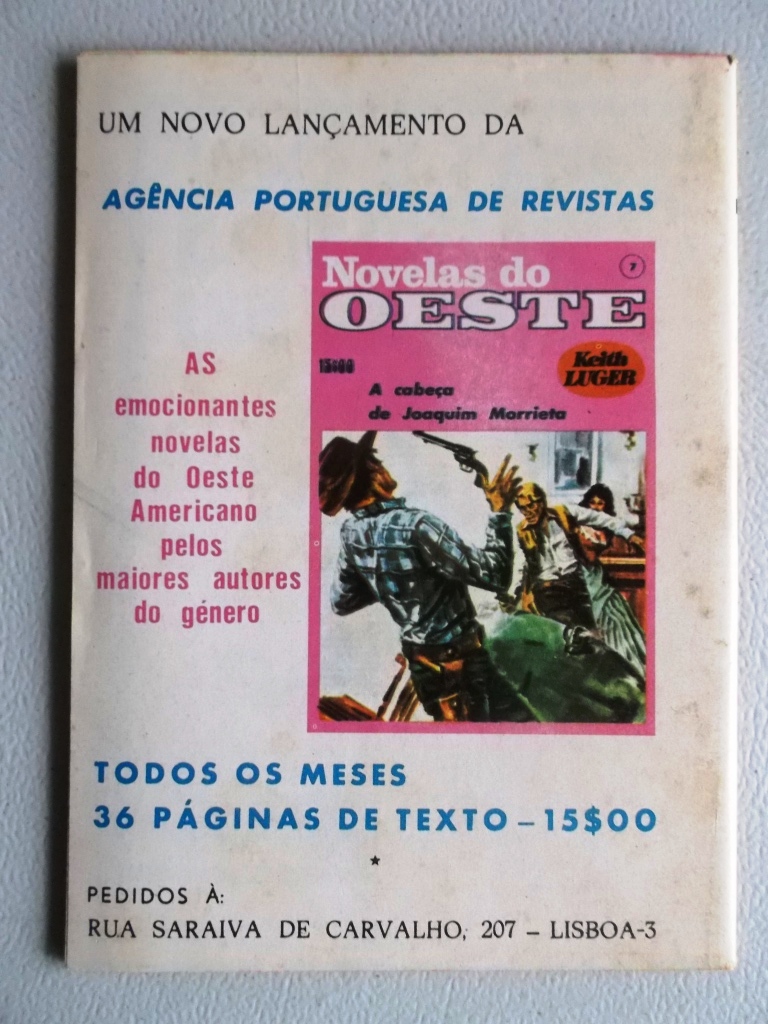 UM NOVO LANÇAMENTO DA
AGÊNCIA PORTUGUESA DE REVISTAS
Novelas do
7
OESTE
15$00
Keith
LUGER
A cabeça
de Joaquim Morrieta
AS
emocionantes
novelas
do Oeste
Americano
pelos
maiores autores
do género
TODOS OS MESES
36 PÁGINAS DE TEXTO – 15$00
★
PEDIDOS À:
RUA SARAIVA DE CARVALHO, 207 – LISBOA-3